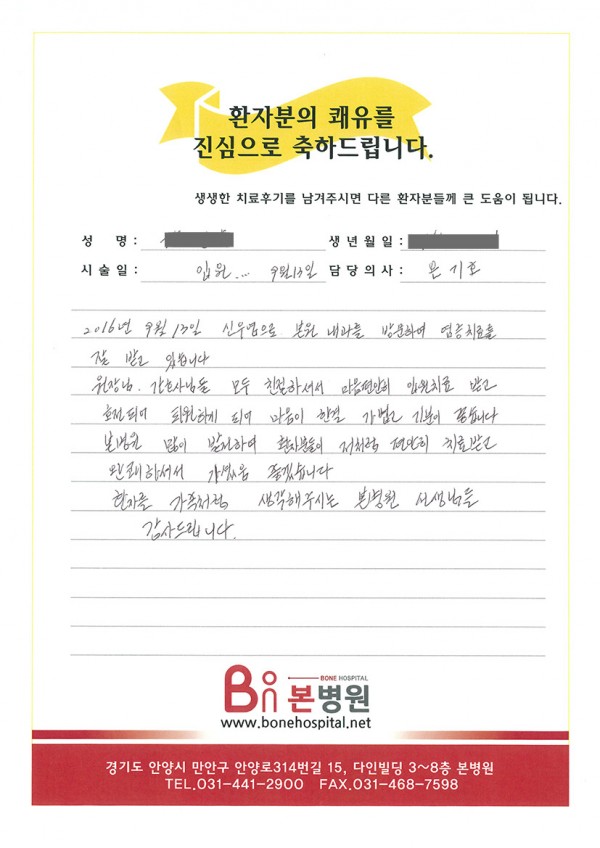 환자분의 쾌유를
진심으로 축하드립니다.
생생한 치료후기를 남겨주시면 다른 환자분들께 큰 도움이 됩니다.
성 명 : 생년월일 :
시술일 : 입원... 9월13일 담당의사 : 문기호
2016년 9월 13일 신우염으로 본원 내과를 방문하여 염증치료를
잘 받고 있습니다
원장님. 간호사님들 모두 친절하셔서 마음편안히 입원치료 받고
호전되어 퇴원하게 되어 마음이 한결 가볍고 기분이 좋습니다
본병원 많이 발전하여 환자분들이 저처럼 편안히 치료받고
완쾌하셔서 가셨으면 좋겠습니다
환자를 가족처럼 생각해주시는 본병원 선생님들
감사드립니다.
BONE HOSPITAL
본병원
www.bonehospital.net
경기도 안양시 만안구 안양로314번길 15, 다인빌딩 3~8층 본병원
TEL.031-441-2900 FAX.031-468-7598